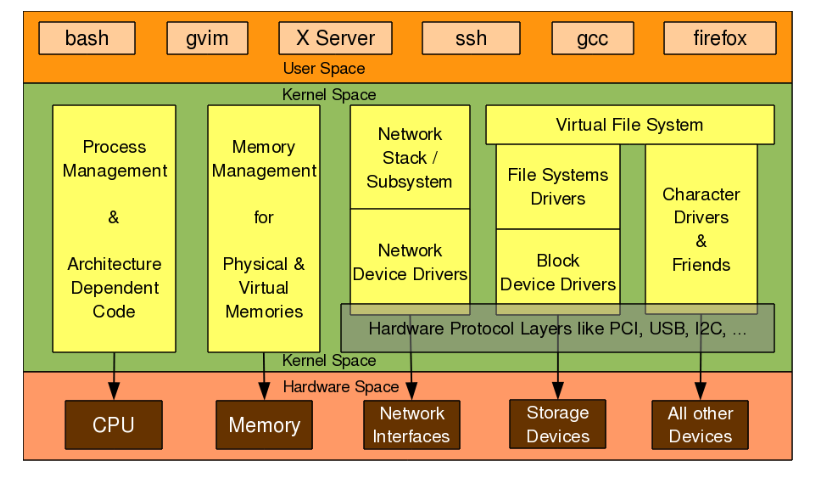 bash
gvim
X Server
ssh
gcc
firefox
User Space
Kernel Space
Process
Management
&
Architecture
Dependent
Code
Memory
Management
for
Physical &
Virtual
Memories
Network
Stack /
Subsystem
Network
Device Drivers
Virtual File System
File Systems
Drivers
Block
Device Drivers
Character
Drivers
&
Friends
Hardware Protocol Layers like PCI, USB, I2C, ...
Kernel Space
Hardware Space
CPU
Memory
Network
Interfaces
Storage
Devices
All other
Devices